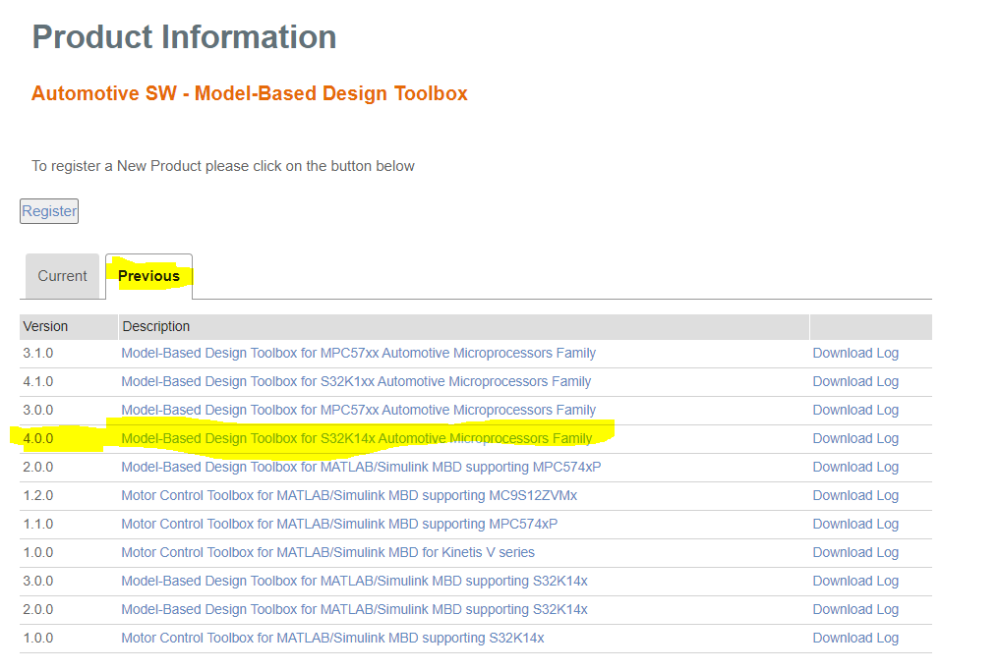 Product Information
Automotive SW - Model-Based Design Toolbox
To register a New Product please click on the button below
Register
Current Previous
Version Description
3.1.0 Model-Based Design Toolbox for MPC57xx Automotive Microprocessors Family Download Log
4.1.0 Model-Based Design Toolbox for S32K1xx Automotive Microprocessors Family Download Log
3.0.0 Model-Based Design Toolbox for MPC57xx Automotive Microprocessors Family Download Log
4.0.0 Model-Based Design Toolbox for S32K14x Automotive Microprocessors Family Download Log
2.0.0 Model-Based Design Toolbox for MATLAB/Simulink MBD supporting MPC574xP Download Log
1.2.0 Motor Control Toolbox for MATLAB/Simulink MBD supporting MC9S12ZVMx Download Log
1.1.0 Motor Control Toolbox for MATLAB/Simulink MBD supporting MPC574xP Download Log
1.0.0 Motor Control Toolbox for MATLAB/Simulink MBD for Kinetis V series Download Log
3.0.0 Model-Based Design Toolbox for MATLAB/Simulink MBD supporting S32K14x Download Log
2.0.0 Model-Based Design Toolbox for MATLAB/Simulink MBD supporting S32K14x Download Log
1.0.0 Motor Control Toolbox for MATLAB/Simulink MBD supporting S32K14x Download Log